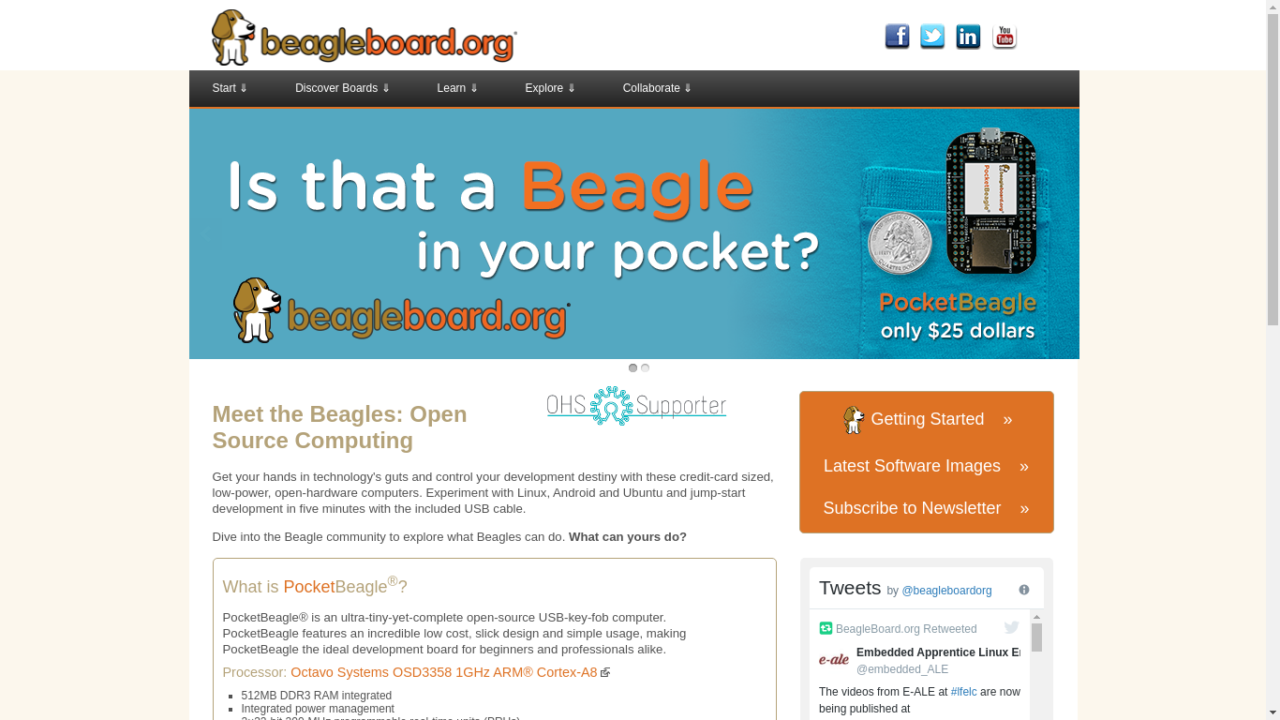 beagleboard.org
You Tube
Start ⇓ Discover Boards ⇓ Learn ⇓ Explore ⇓ Collaborate ⇓
Is that a Beagle
in your pocket?
beagleboard.org
PocketBeagle
only $25 dollars
OHS Supporter
Meet the Beagles: Open
Source Computing
Get your hands in technology's guts and control your development destiny with these credit-card sized,
low-power, open-hardware computers. Experiment with Linux, Android and Ubuntu and jump-start
development in five minutes with the included USB cable.
Dive into the Beagle community to explore what Beagles can do. What can yours do?
What is PocketBeagle®?
PocketBeagle® is an ultra-tiny-yet-complete open-source USB-key-fob computer.
PocketBeagle features an incredible low cost, slick design and simple usage, making
PocketBeagle the ideal development board for beginners and professionals alike.
Processor: Octavo Systems OSD3358 1GHz ARM® Cortex-A8
512MB DDR3 RAM integrated
Integrated power management
Getting Started »
Latest Software Images »
Subscribe to Newsletter »
Tweets by @beagleboardorg
BeagleBoard.org Retweeted
e-ale
Embedded Apprentice Linux
@embedded_ALE
The videos from E-ALE at #lfelc are now
being published at